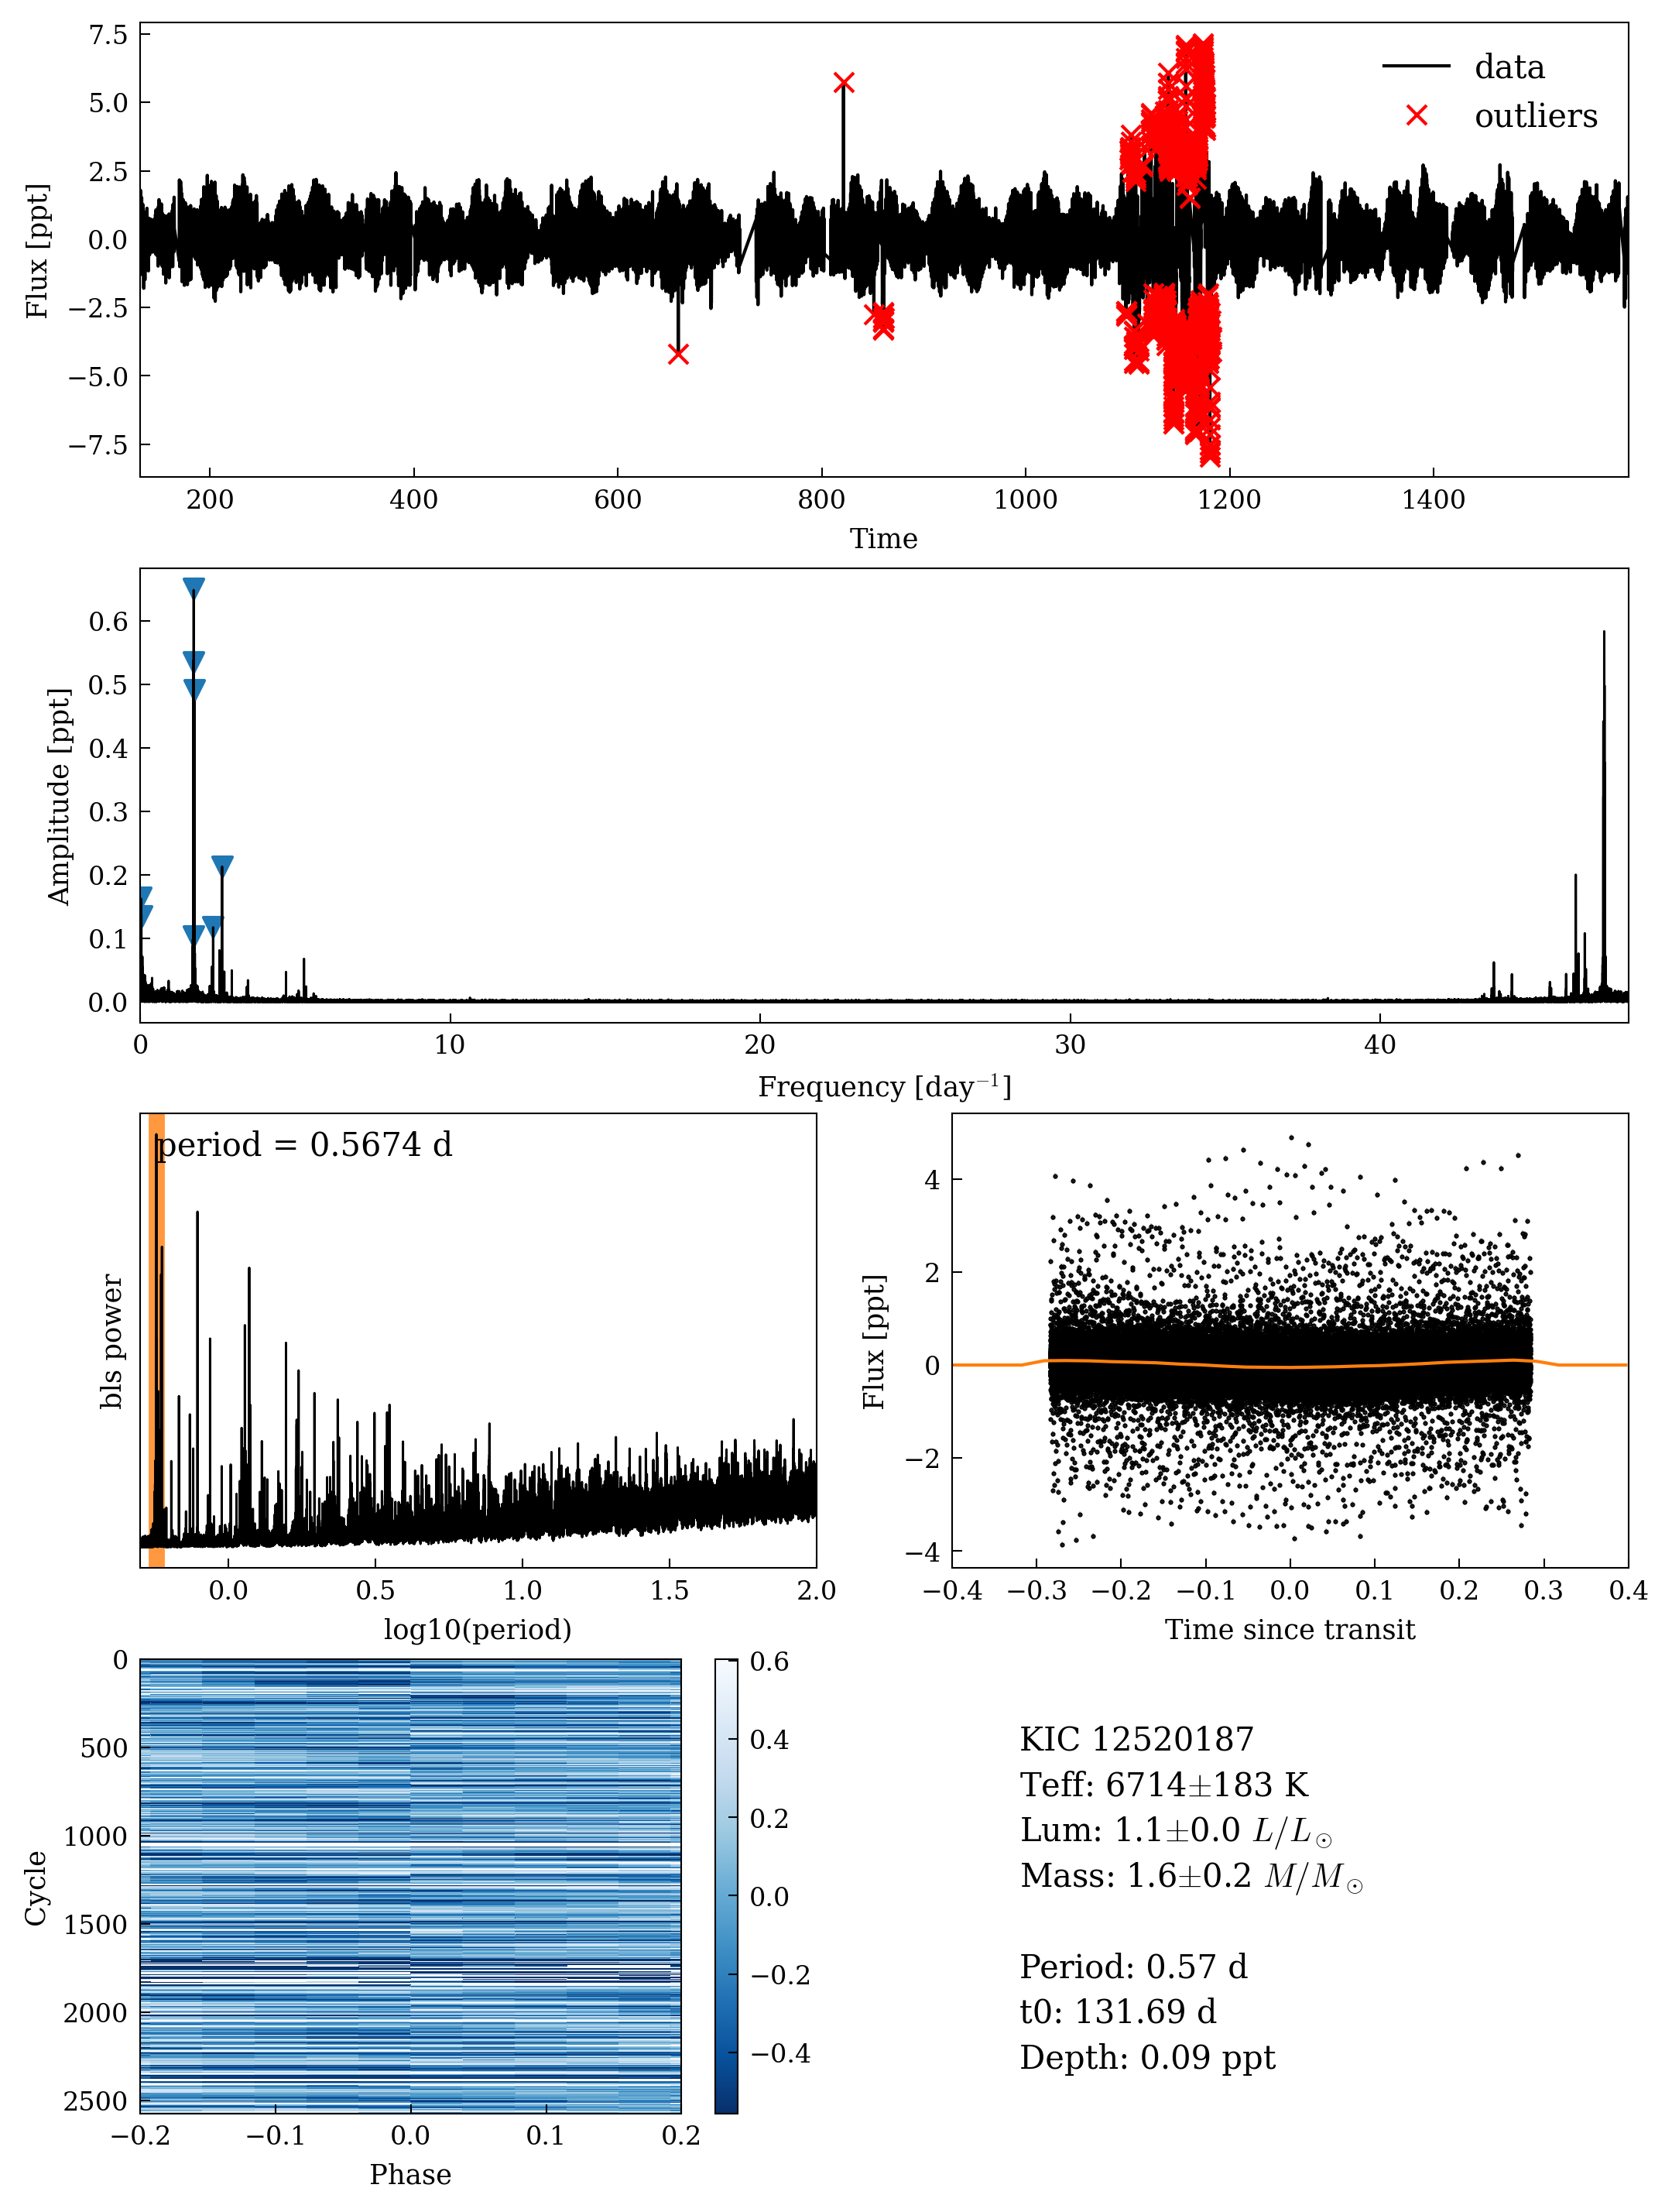 7.5
5.0
2.5
0.0
−2.5
−5.0
−7.5
Flux [ppt]
data
outliers
200 400 600 800 1000 1200 1400
Time
0.6
0.5
0.4
0.3
0.2
0.1
0.0
Amplitude [ppt]
0 10 20 30 40
Frequency [day⁻¹]
period = 0.5674 d
bls power
0.0 0.5 1.0 1.5 2.0
log10(period)
4
2
0
−2
−4
Flux [ppt]
−0.4 −0.3 −0.2 −0.1 0.0 0.1 0.2 0.3 0.4
Time since transit
0
500
1000
1500
2000
2500
Cycle
−0.2 −0.1 0.0 0.1 0.2
Phase
0.6
0.4
0.2
0.0
−0.2
−0.4
KIC 12520187
Teff: 6714±183 K
Lum: 1.1±0.0 L/L⊙
Mass: 1.6±0.2 M/M⊙
Period: 0.57 d
t0: 131.69 d
Depth: 0.09 ppt